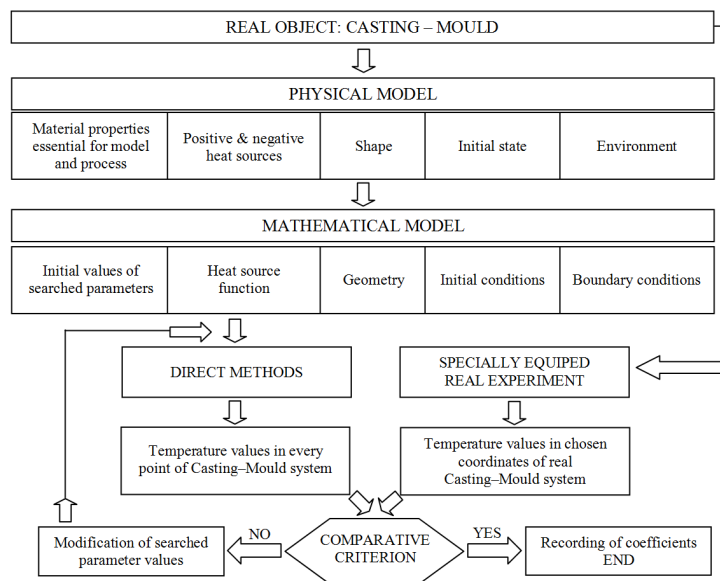 REAL OBJECT: CASTING – MOULD
PHYSICAL MODEL
Material properties
essential for model
and process
Positive & negative
heat sources
Shape
Initial state
Environment
MATHEMATICAL MODEL
Initial values of
searched parameters
Heat source
function
Geometry
Initial conditions
Boundary conditions
DIRECT METHODS
SPECIALLY EQUIPED
REAL EXPERIMENT
Temperature values in every
point of Casting–Mould system
Temperature values in chosen
coordinates of real
Casting–Mould system
Modification of searched
parameter values
NO
COMPARATIVE
CRITERION
YES
Recording of coefficients
END